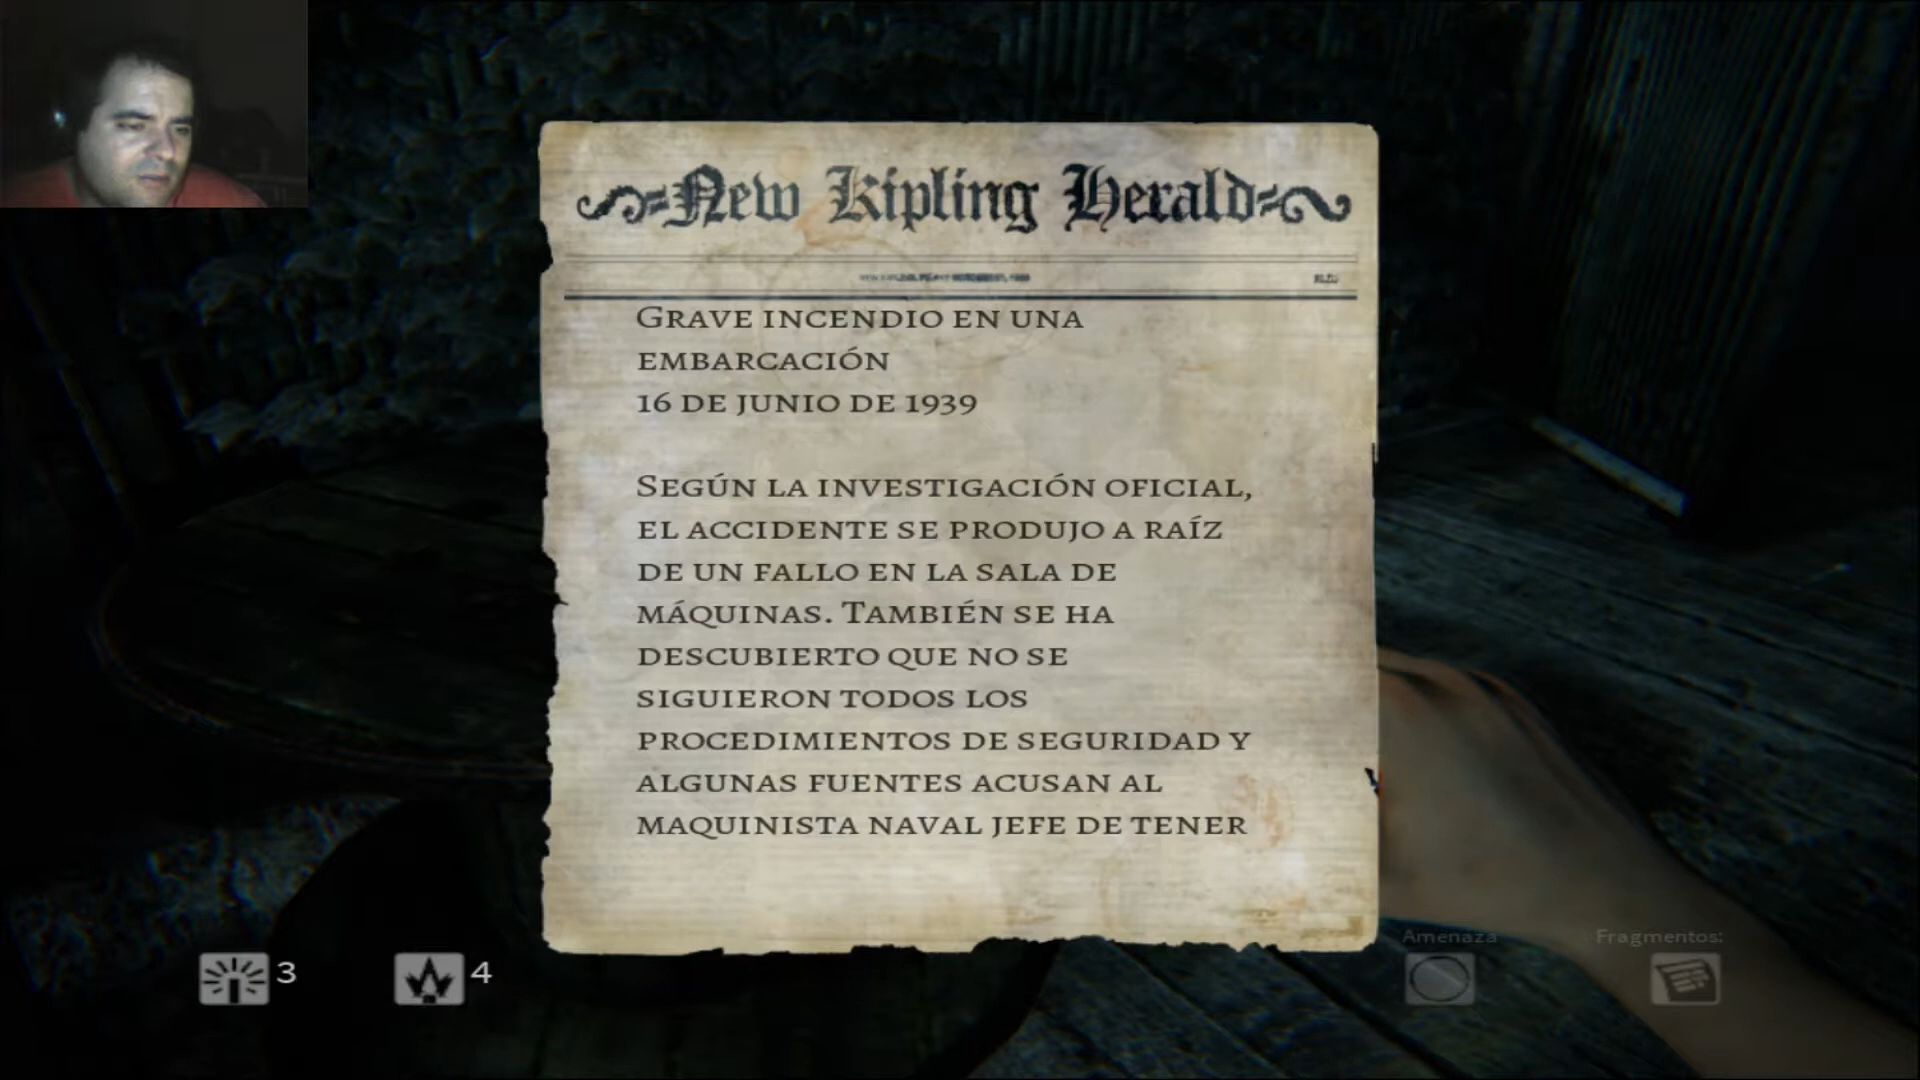 New Kipling Herald
GRAVE INCENDIO EN UNA
EMBARCACIÓN
16 DE JUNIO DE 1939
SEGÚN LA INVESTIGACIÓN OFICIAL,
EL ACCIDENTE SE PRODUJO A RAÍZ
DE UN FALLO EN LA SALA DE
MÁQUINAS. TAMBIÉN SE HA
DESCUBIERTO QUE NO SE
SIGUIERON TODOS LOS
PROCEDIMIENTOS DE SEGURIDAD Y
ALGUNAS FUENTES ACUSAN AL
MAQUINISTA NAVAL JEFE DE TENER
3
4
Amenaza
Fragmentos: